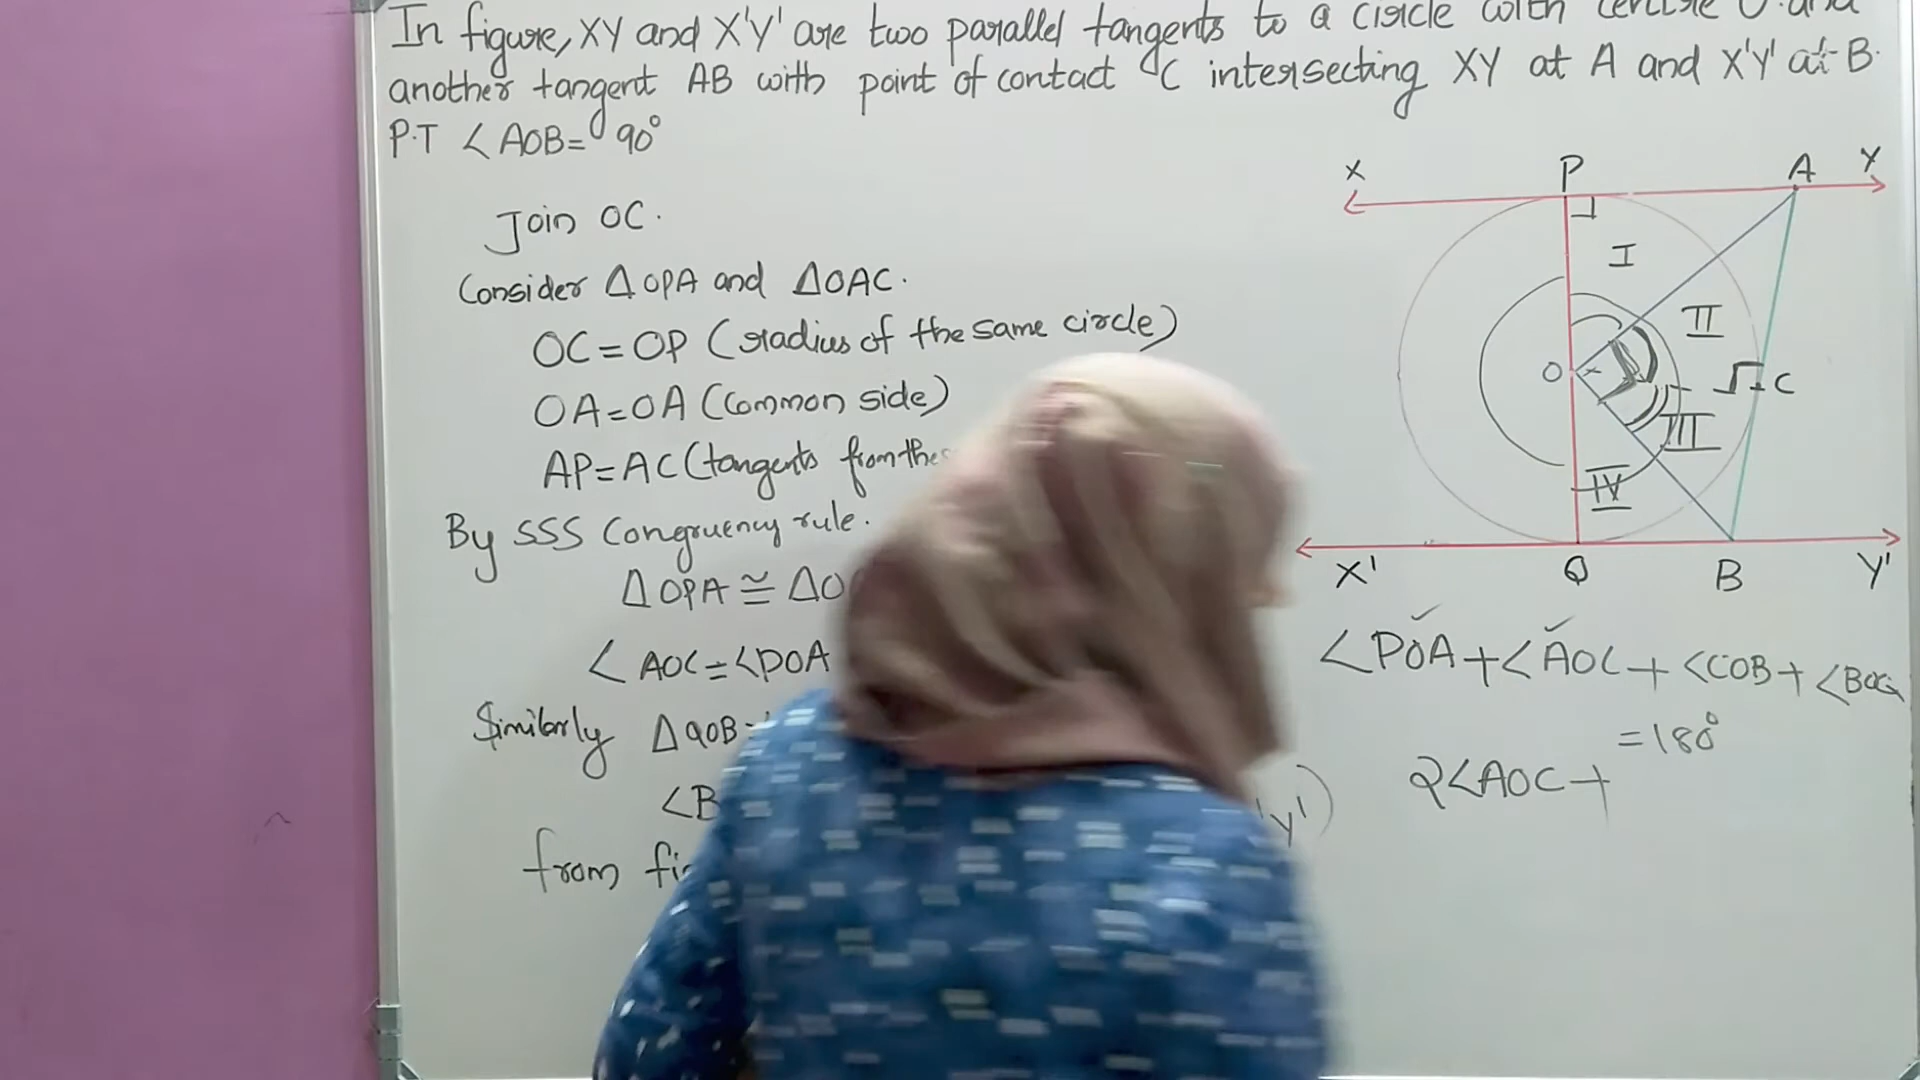 In figure, XY and X'Y' are two parallel tangents to a circle with centre O and
another tangent AB with point of contact C intersecting XY at A and X'Y' at B.
P.T ∠AOB = 90°
Join OC.
Consider ΔOPA and ΔOAC.
OC = OP (radius of the same circle)
OA = OA (Common side)
AP = AC (tangents from the
By SSS Congruency rule.
ΔOPA ≅ ΔO
∠AOC = ∠POA
Similarly ΔQOB
∠B
y')
from
X P A Y
I
II
O C
III
IV
X' Q B Y'
∠POA + ∠AOC + ∠COB + ∠BOQ
= 180°
2∠AOC +